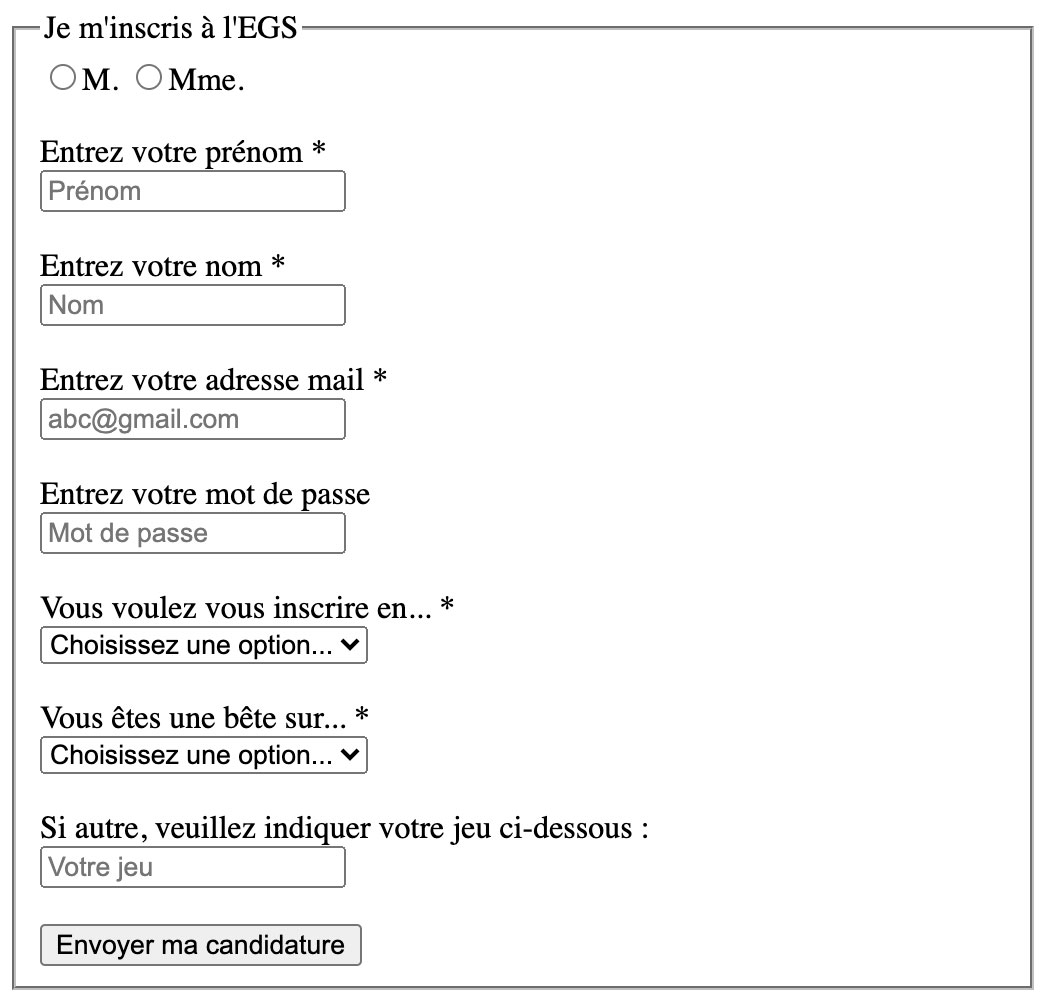 Je m'inscris à l'EGS
M. Mme.
Entrez votre prénom *
Prénom
Entrez votre nom *
Nom
Entrez votre adresse mail *
abc@gmail.com
Entrez votre mot de passe
Mot de passe
Vous voulez vous inscrire en... *
Choisissez une option...
Vous êtes une bête sur... *
Choisissez une option...
Si autre, veuillez indiquer votre jeu ci-dessous :
Votre jeu
Envoyer ma candidature